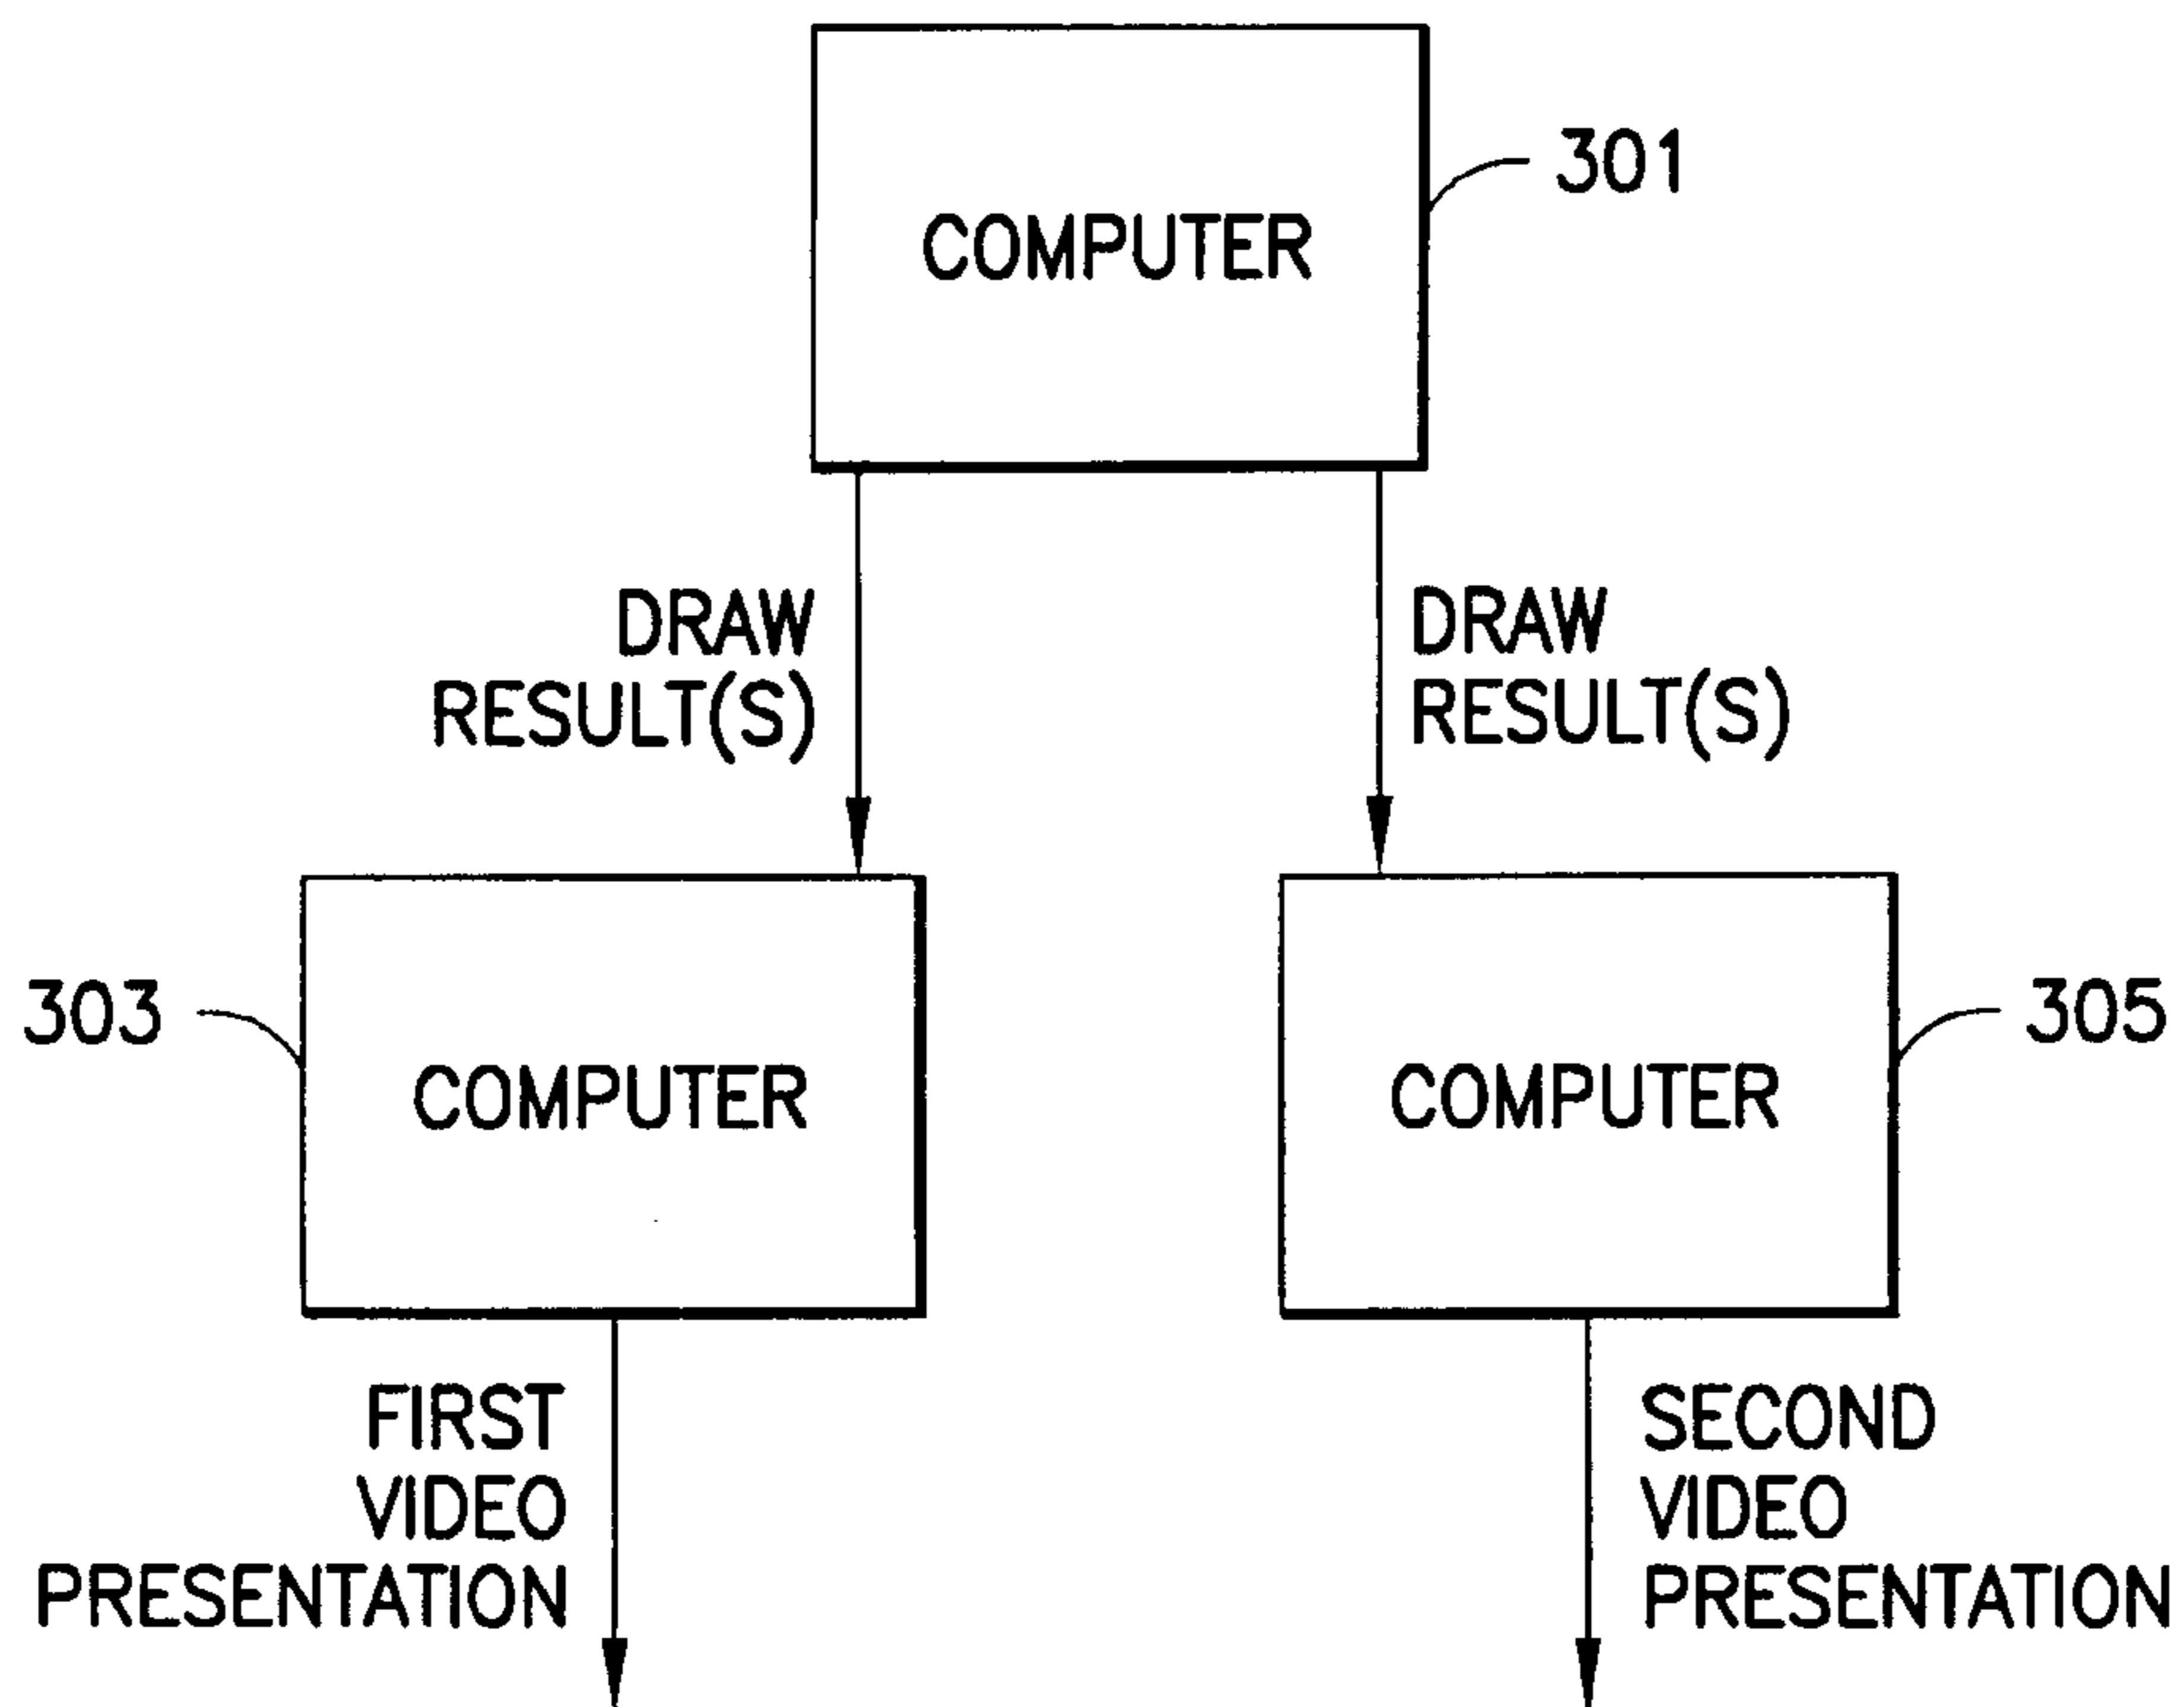 COMPUTER
301
DRAW
RESULT(S)
DRAW
RESULT(S)
303
COMPUTER
COMPUTER
305
FIRST
VIDEO
PRESENTATION
SECOND
VIDEO
PRESENTATION